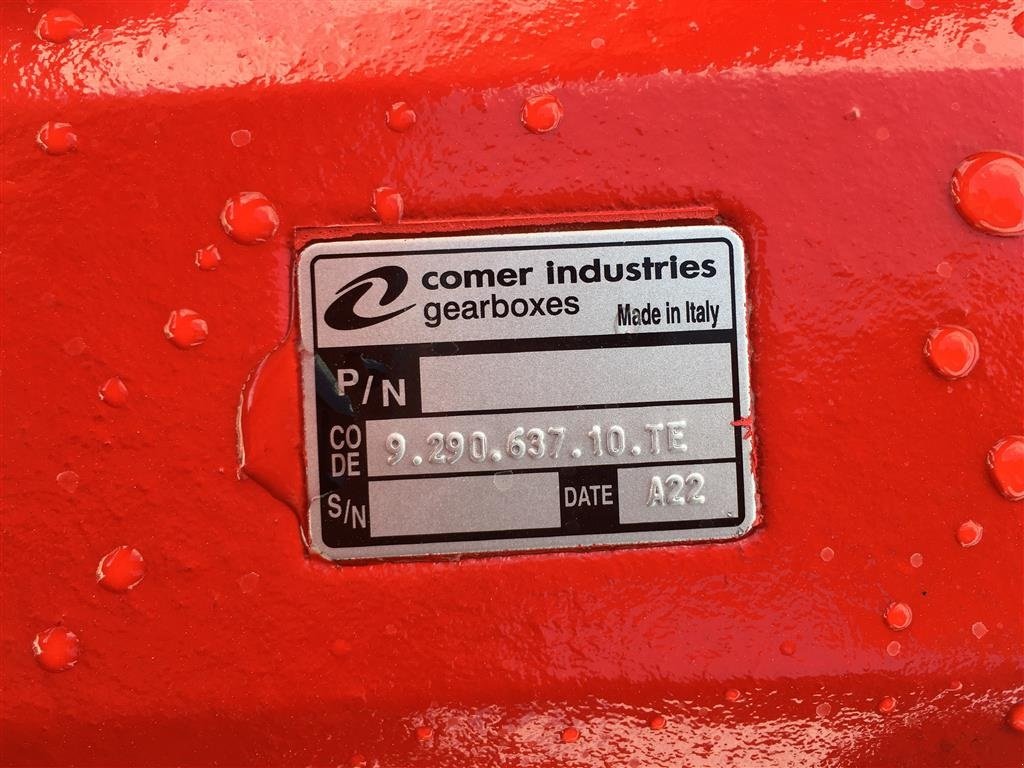 comer industries
gearboxes Made in Italy
P/N
CODE 9.290.637.10.TE
S/N DATE A22